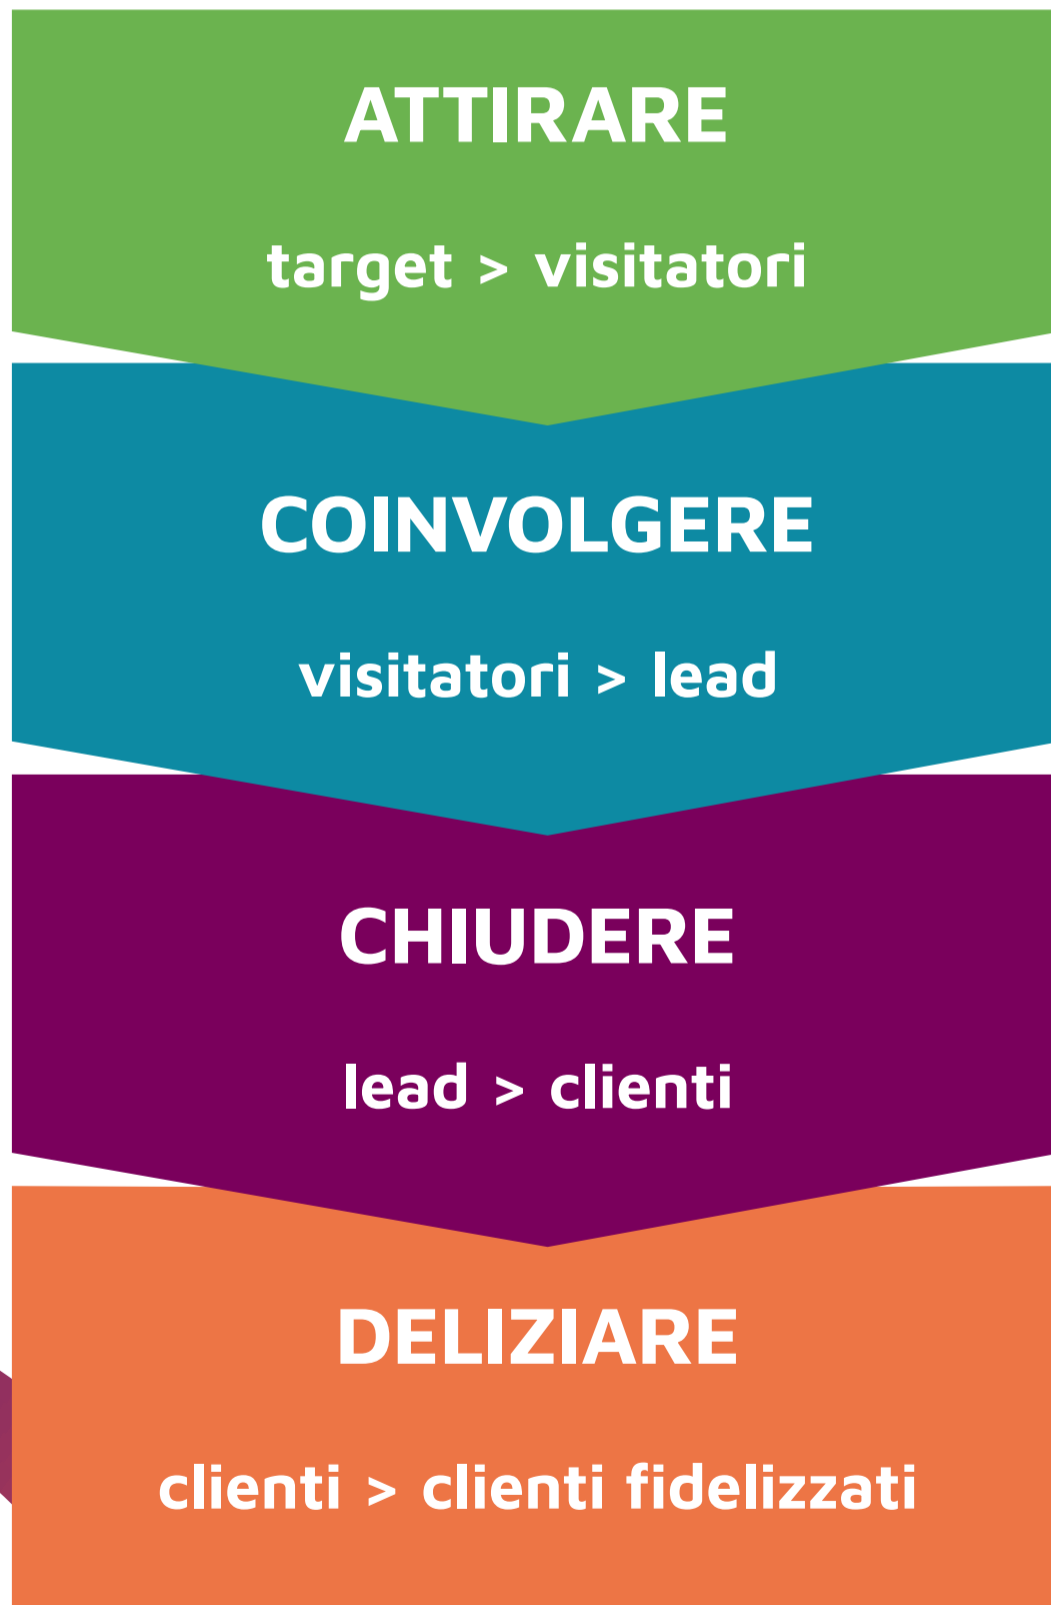 ATTIRARE
target > visitatori
COINVOLGERE
visitatori > lead
CHIUDERE
lead > clienti
DELIZIARE
clienti > clienti fidelizzati